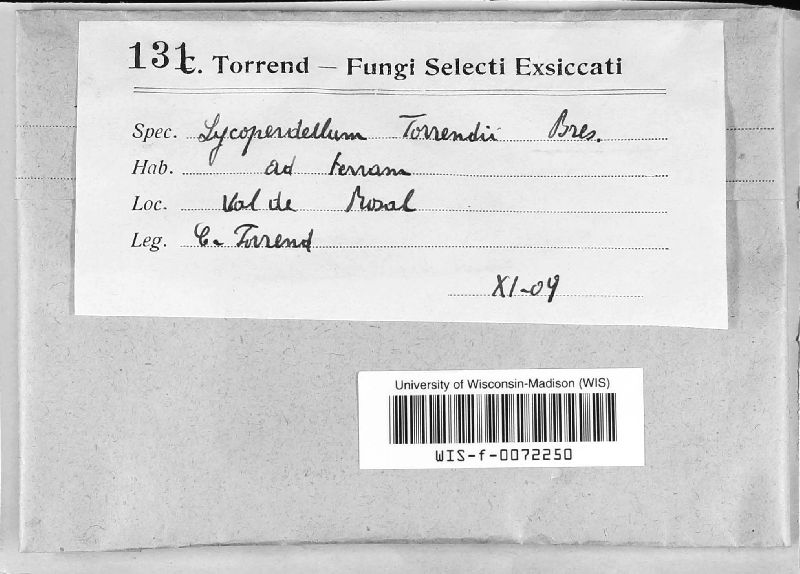 131 C. Torrend — Fungi Selecti Exsiccati
Spec. Lycoperdellum Torrendii Bres.
Hab. ad terram
Loc. Val de Rosal
Leg. C. Torrend
XI-09
University of Wisconsin-Madison (WIS)
WIS-f-0072250